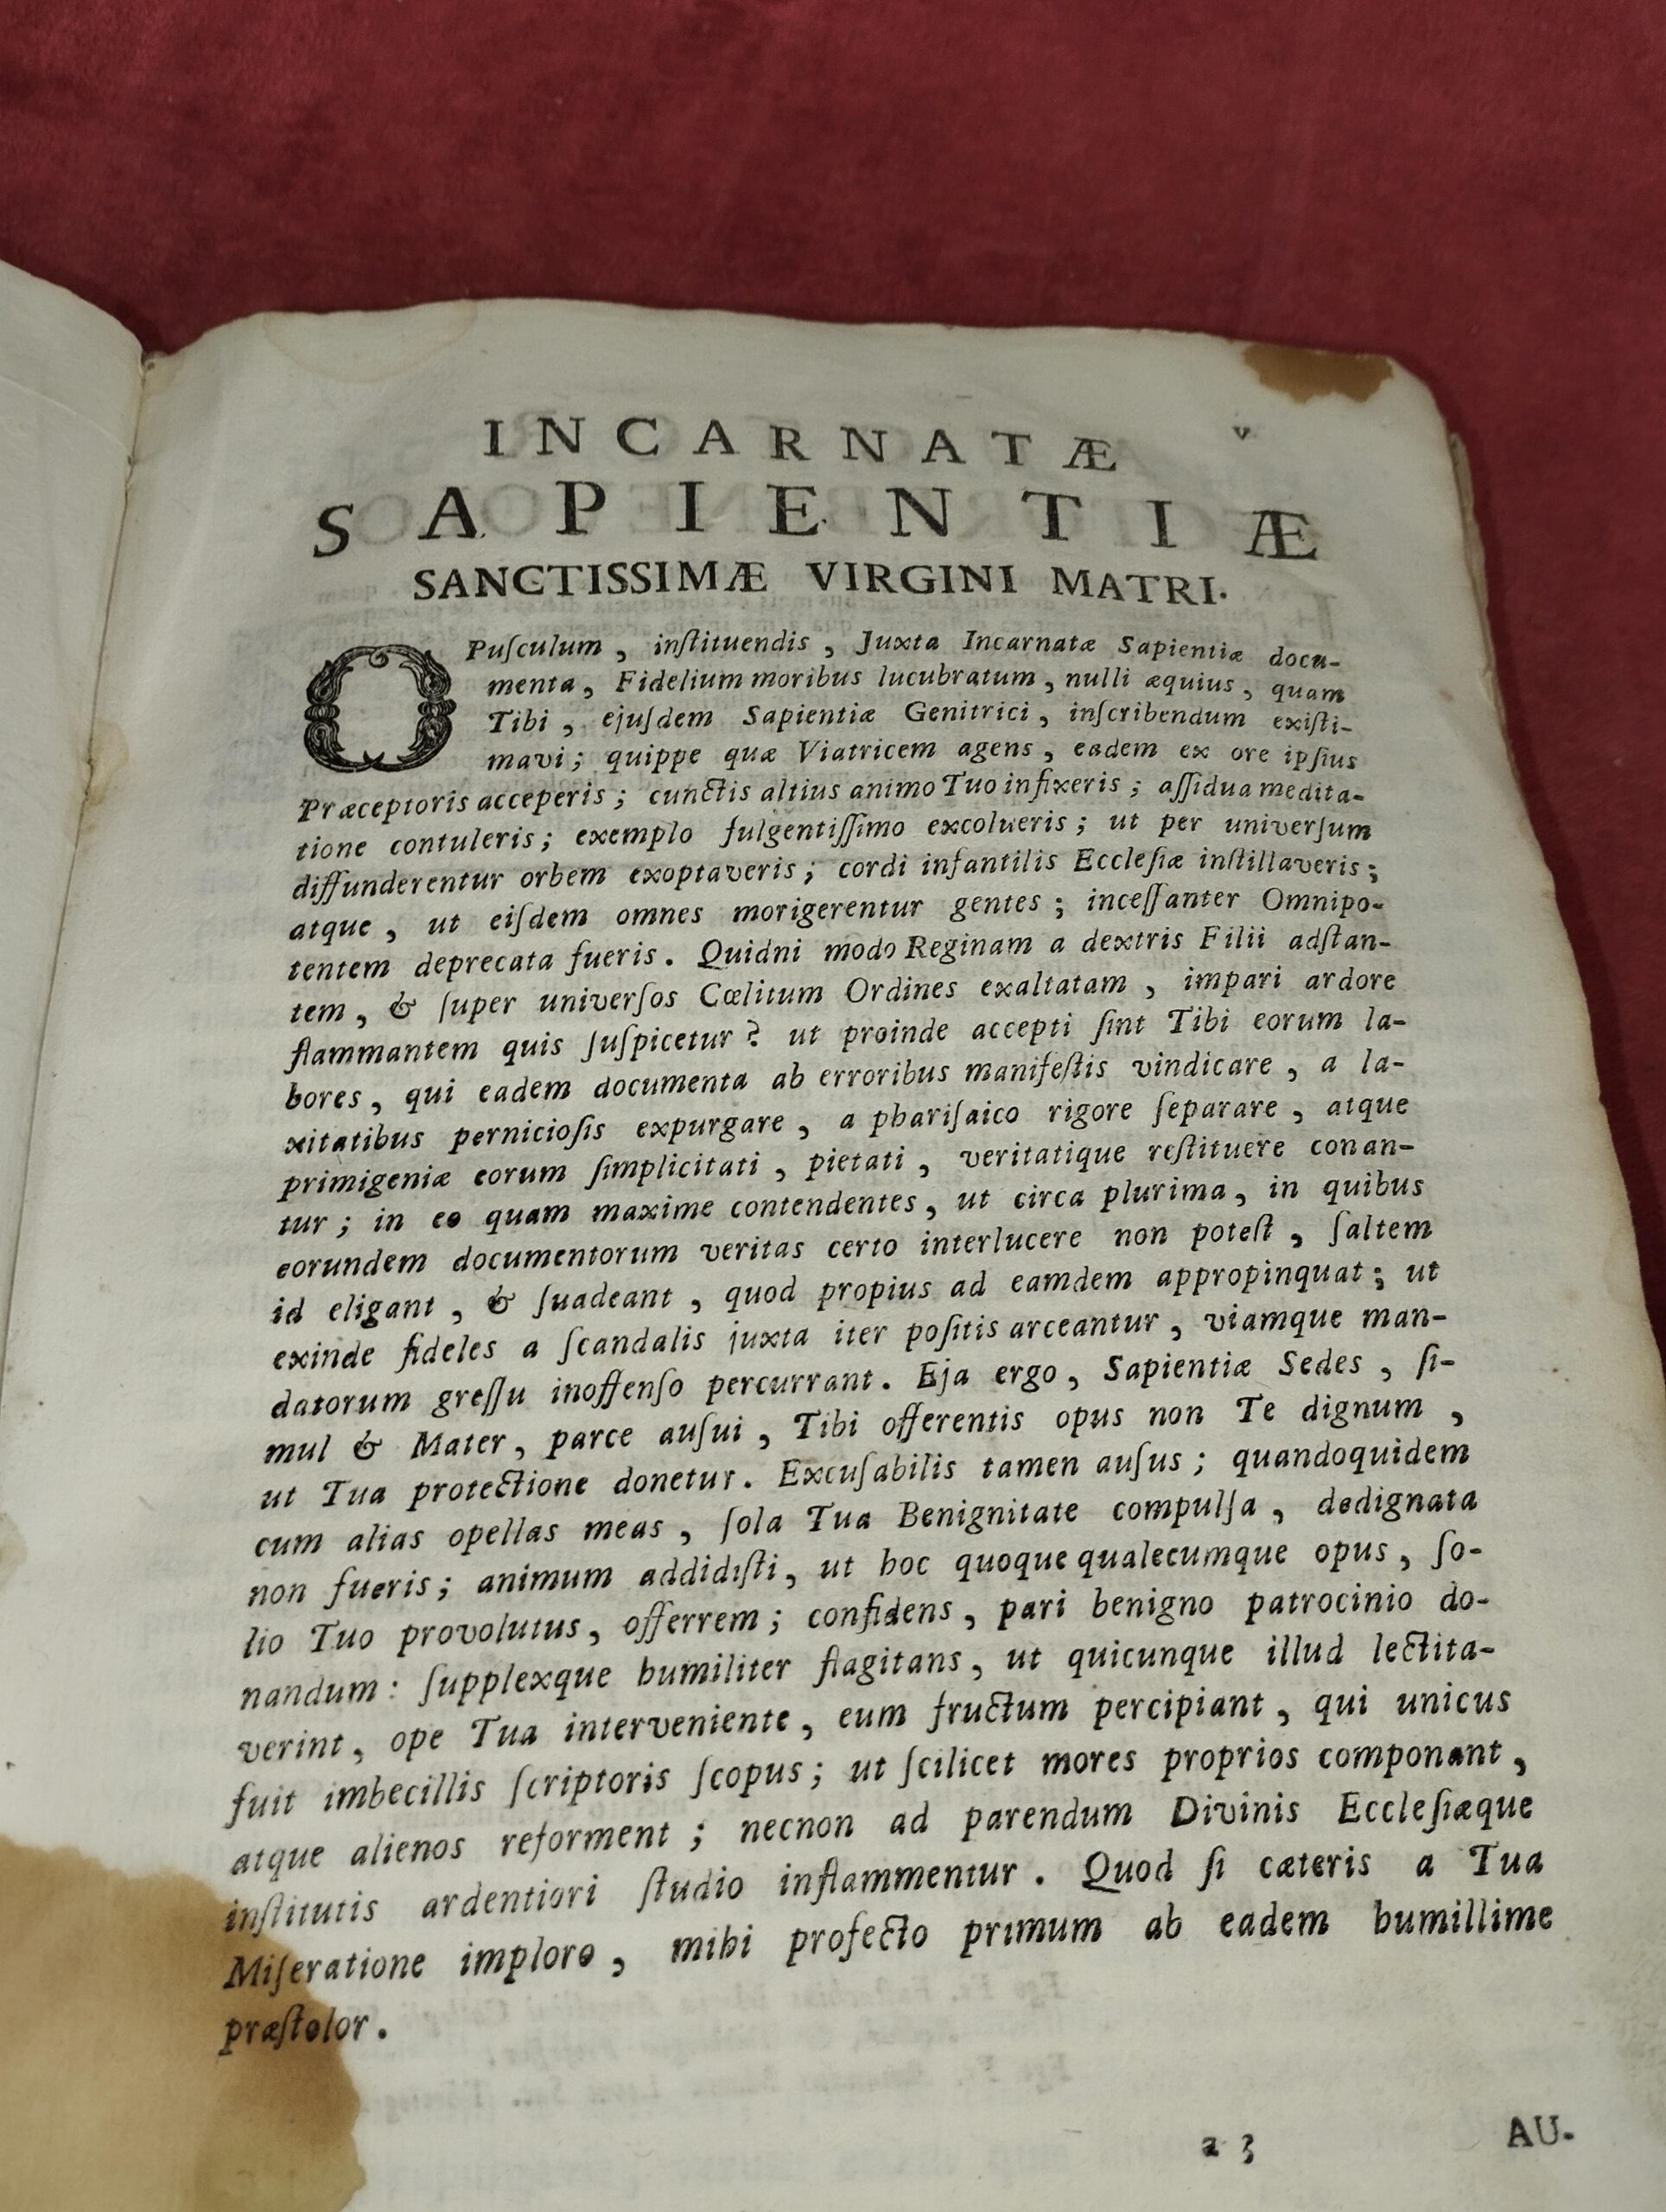 v
INCARNATÆ
SAPIENTIÆ
SANCTISSIMÆ VIRGINI MATRI.
OPuſculum, inſtituendis, Juxta Incarnatæ Sapientiæ docu-
menta, Fidelium moribus lucubratum, nulli æquius, quam
Tibi, ejuſdem Sapientiæ Genitrici, inſcribendum exiſti-
mavi; quippe quæ Viatricem agens, eadem ex ore ipſius
Præceptoris acceperis; cunctis altius animo Tuo infixeris; aſſidua medita-
tione contuleris; exemplo fulgentiſſimo excolueris; ut per univerſum
diffunderentur orbem exoptaveris; cordi infantilis Eccleſiæ inſtillaveris;
atque, ut eiſdem omnes morigerentur gentes; inceſſanter Omnipo-
tentem deprecata fueris. Quidni modo Reginam a dextris Filii adſtan-
tem, & ſuper univerſos Cœlitum Ordines exaltatam, impari ardore
flammantem quis ſuſpicetur? ut proinde accepti ſint Tibi eorum la-
bores, qui eadem documenta ab erroribus manifeſtis vindicare, a la-
xitatibus pernicioſis expurgare, a phariſaico rigore ſeparare, atque
primigeniæ eorum ſimplicitati, pietati, veritatique reſtituere conan-
tur; in eo quam maxime contendentes, ut circa plurima, in quibus
eorundem documentorum veritas certo interlucere non poteſt, ſaltem
id eligant, & ſuadeant, quod propius ad eamdem appropinquat; ut
exinde fideles a ſcandalis juxta iter poſitis arceantur, viamque man-
datorum greſſu inoffenſo percurrant. Eja ergo, Sapientiæ Sedes, ſi-
mul & Mater, parce auſui, Tibi offerentis opus non Te dignum,
ut Tua protectione donetur. Excuſabilis tamen auſus; quandoquidem
cum alias opellas meas, ſola Tua Benignitate compulſa, dedignata
non fueris; animum addidiſti, ut hoc quoque qualecumque opus, ſo-
lio Tuo provolutus, offerrem; confidens, pari benigno patrocinio do-
nandum: ſupplexque humiliter flagitans, ut quicunque illud lectita-
verint, ope Tua interveniente, eum fructum percipiant, qui unicus
fuit imbecillis ſcriptoris ſcopus; ut ſcilicet mores proprios componant,
atque alienos reforment; necnon ad parendum Divinis Eccleſiæque
inſtitutis ardentiori ſtudio inflammentur. Quod ſi cæteris a Tua
Miſeratione imploro, mihi profecto primum ab eadem humillime
præſtolor.
a 3 AU-